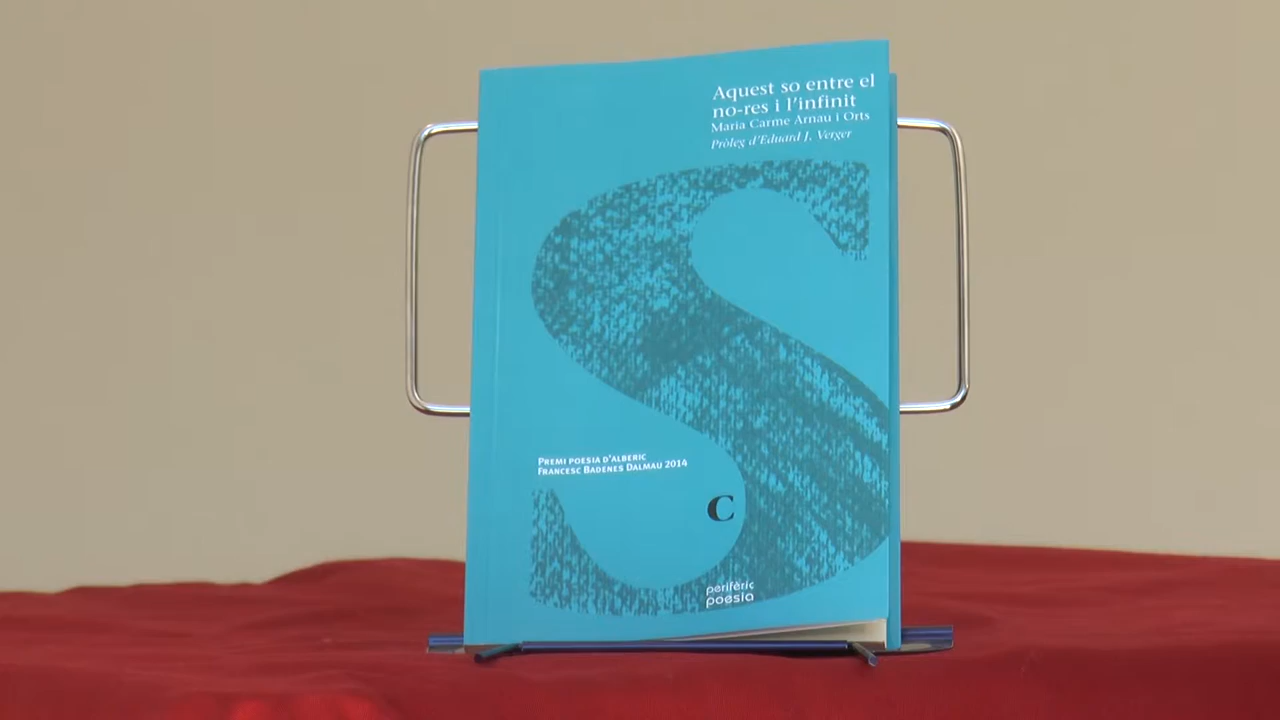 Aquest so entre el
no-res i l'infinit
Maria Carme Arnau i Orts
Pròleg d'Eduard J. Verger
PREMI POESIA D'ALBERIC
FRANCESC BADENES DALMAU 2014
C
perifèric
poesia